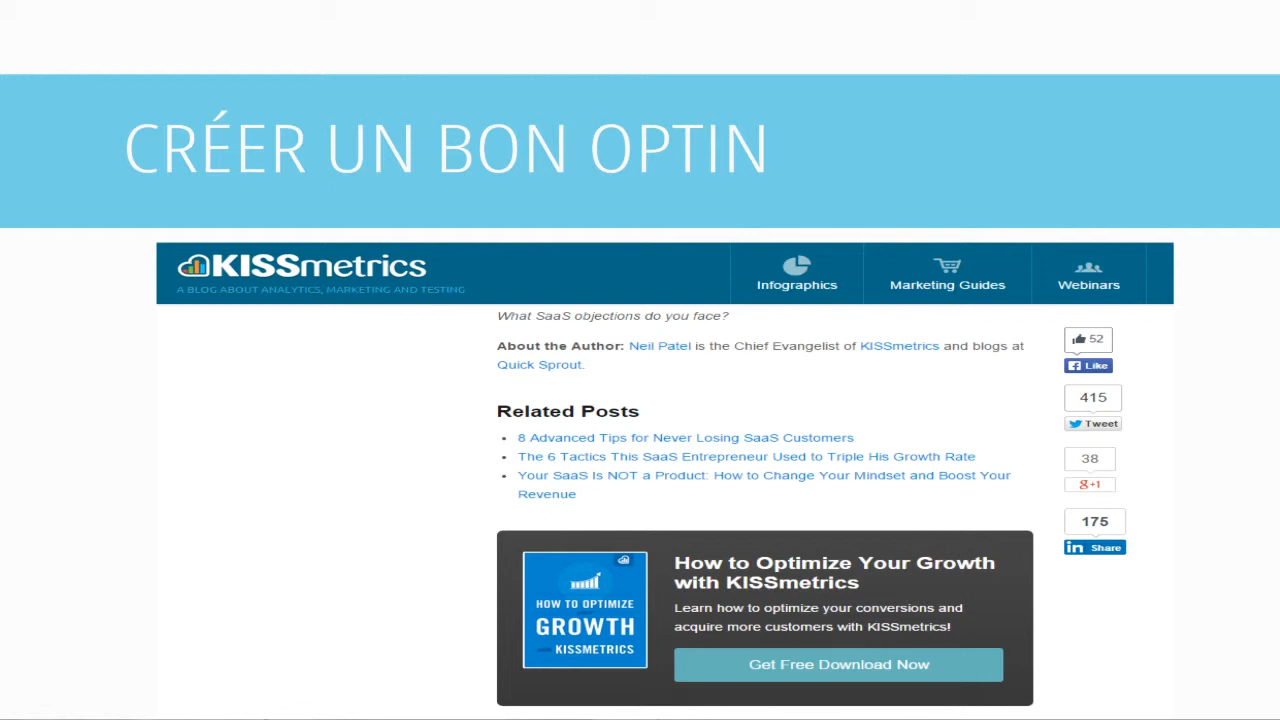 CRÉER UN BON OPTIN
KISSmetrics
A BLOG ABOUT ANALYTICS, MARKETING AND TESTING
Infographics
Marketing Guides
Webinars
What SaaS objections do you face?
About the Author: Neil Patel is the Chief Evangelist of KISSmetrics and blogs at
Quick Sprout.
Related Posts
• 8 Advanced Tips for Never Losing SaaS Customers
• The 6 Tactics This SaaS Entrepreneur Used to Triple His Growth Rate
• Your SaaS Is NOT a Product: How to Change Your Mindset and Boost Your
Revenue
52
Like
415
Tweet
38
g+1
175
in Share
HOW TO OPTIMIZE
GROWTH
KISSMETRICS
How to Optimize Your Growth
with KISSmetrics
Learn how to optimize your conversions and
acquire more customers with KISSmetrics!
Get Free Download Now